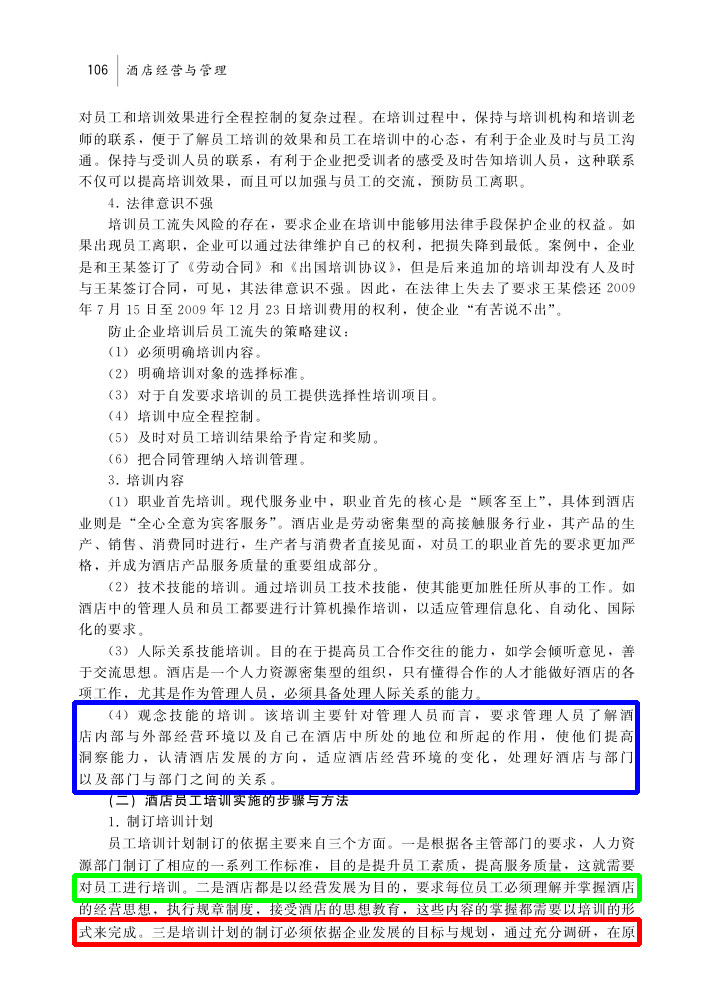 106 酒店经营与管理
对员工和培训效果进行全程控制的复杂过程。在培训过程中，保持与培训机构和培训老
师的联系，便于了解员工培训的效果和员工在培训中的心态，有利于企业及时与员工沟
通。保持与受训人员的联系，有利于企业把受训者的感受及时告知培训人员，这种联系
不仅可以提高培训效果，而且可以加强与员工的交流，预防员工离职。
4. 法律意识不强
培训员工流失风险的存在，要求企业在培训中能够用法律手段保护企业的权益。如
果出现员工离职，企业可以通过法律维护自己的权利，把损失降到最低。案例中，企业
是和王某签订了《劳动合同》和《出国培训协议》，但是后来追加的培训却没有人及时
与王某签订合同，可见，其法律意识不强。因此，在法律上失去了要求王某偿还 2009
年 7 月 15 日至 2009 年 12 月 23 日培训费用的权利，使企业“有苦说不出”。
防止企业培训后员工流失的策略建议：
（1）必须明确培训内容。
（2）明确培训对象的选择标准。
（3）对于自发要求培训的员工提供选择性培训项目。
（4）培训中应全程控制。
（5）及时对员工培训结果给予肯定和奖励。
（6）把合同管理纳入培训管理。
3. 培训内容
（1）职业首先培训。现代服务业中，职业首先的核心是“顾客至上”，具体到酒店
业则是“全心全意为宾客服务”。酒店业是劳动密集型的高接触服务行业，其产品的生
产、销售、消费同时进行，生产者与消费者直接见面，对员工的职业首先的要求更加严
格，并成为酒店产品服务质量的重要组成部分。
（2）技术技能的培训。通过培训员工技术技能，使其能更加胜任所从事的工作。如
酒店中的管理人员和员工都要进行计算机操作培训，以适应管理信息化、自动化、国际
化的要求。
（3）人际关系技能培训。目的在于提高员工合作交往的能力，如学会倾听意见，善
于交流思想。酒店是一个人力资源密集型的组织，只有懂得合作的人才能做好酒店的各
项工作，尤其是作为管理人员，必须具备处理人际关系的能力。
（4）观念技能的培训。该培训主要针对管理人员而言，要求管理人员了解酒
店内部与外部经营环境以及自己在酒店中所处的地位和所起的作用，使他们提高
洞察能力，认清酒店发展的方向，适应酒店经营环境的变化，处理好酒店与部门
以及部门与部门之间的关系。
（二）酒店员工培训实施的步骤与方法
1. 制订培训计划
员工培训计划制订的依据主要来自三个方面。一是根据各主管部门的要求，人力资
源部门制订了相应的一系列工作标准，目的是提升员工素质，提高服务质量，这就需要
对员工进行培训。二是酒店都是以经营发展为目的，要求每位员工必须理解并掌握酒店
的经营思想，执行规章制度，接受酒店的思想教育，这些内容的掌握都需要以培训的形
式来完成。三是培训计划的制订必须依据企业发展的目标与规划，通过充分调研，在原